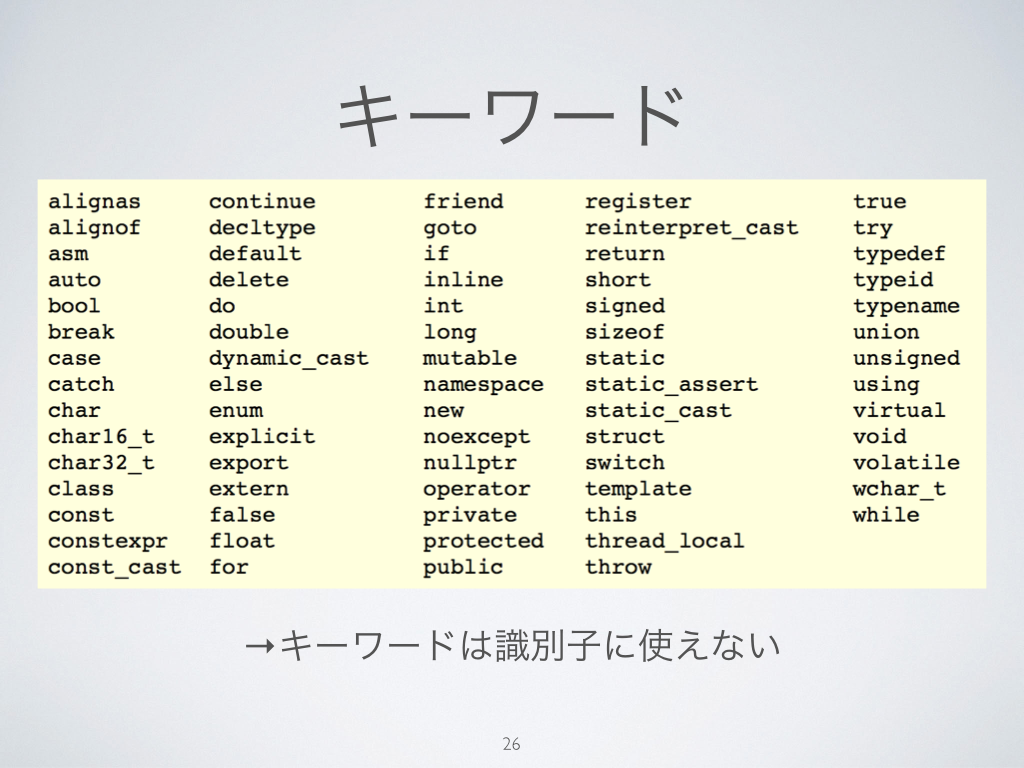 キーワード
alignas continue friend register true
alignof decltype goto reinterpret_cast try
asm default if return typedef
auto delete inline short typeid
bool do int signed typename
break double long sizeof union
case dynamic_cast mutable static unsigned
catch else namespace static_assert using
char enum new static_cast virtual
char16_t explicit noexcept struct void
char32_t export nullptr switch volatile
class extern operator template wchar_t
const false private this while
constexpr float protected thread_local
const_cast for public throw
→キーワードは識別子に使えない
26